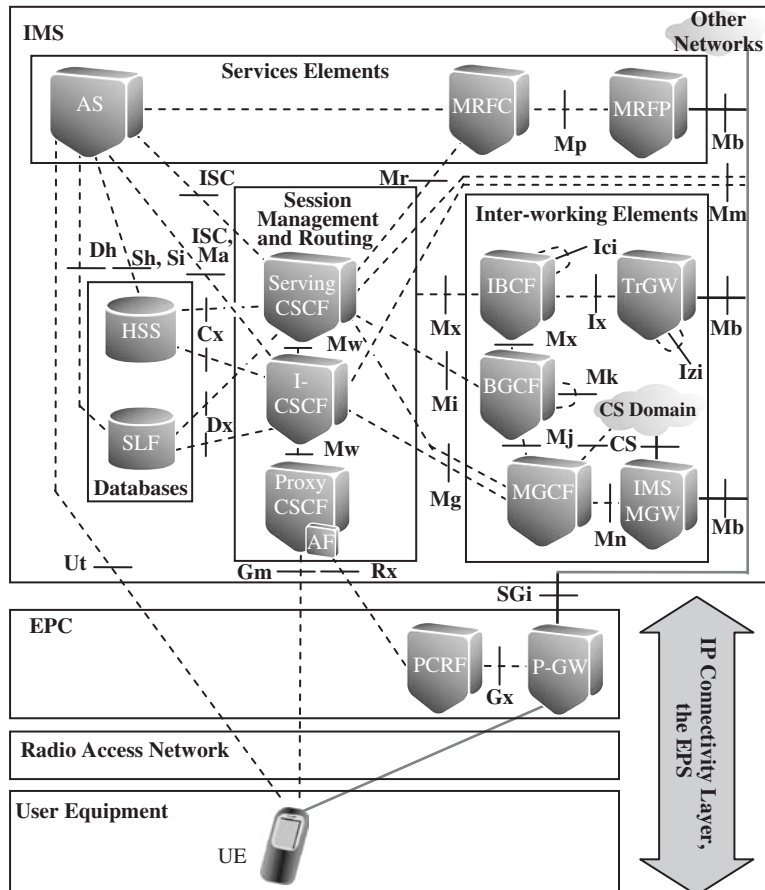 Other
Networks
IMS
Services Elements
AS
MRFC
MRFP
Mp
Mb
ISC
Mr
Mm
Session
Management
and Routing
Inter-working Elements
Dh
Sh, Si
ISC,
Ma
Ici
Serving
CSCF
IBCF
TrGW
HSS
Cx
Mx
Ix
Mb
Mw
Mx
Izi
I-
CSCF
BGCF
Mk
Mi
CS Domain
SLF
Dx
Mw
Mj
CS
Databases
Proxy
CSCF
Mg
MGCF
IMS
MGW
AF
Mn
Mb
Ut
Gm
Rx
SGi
EPC
PCRF
P-GW
Gx
IP Connectivity Layer,
the EPS
Radio Access Network
User Equipment
UE